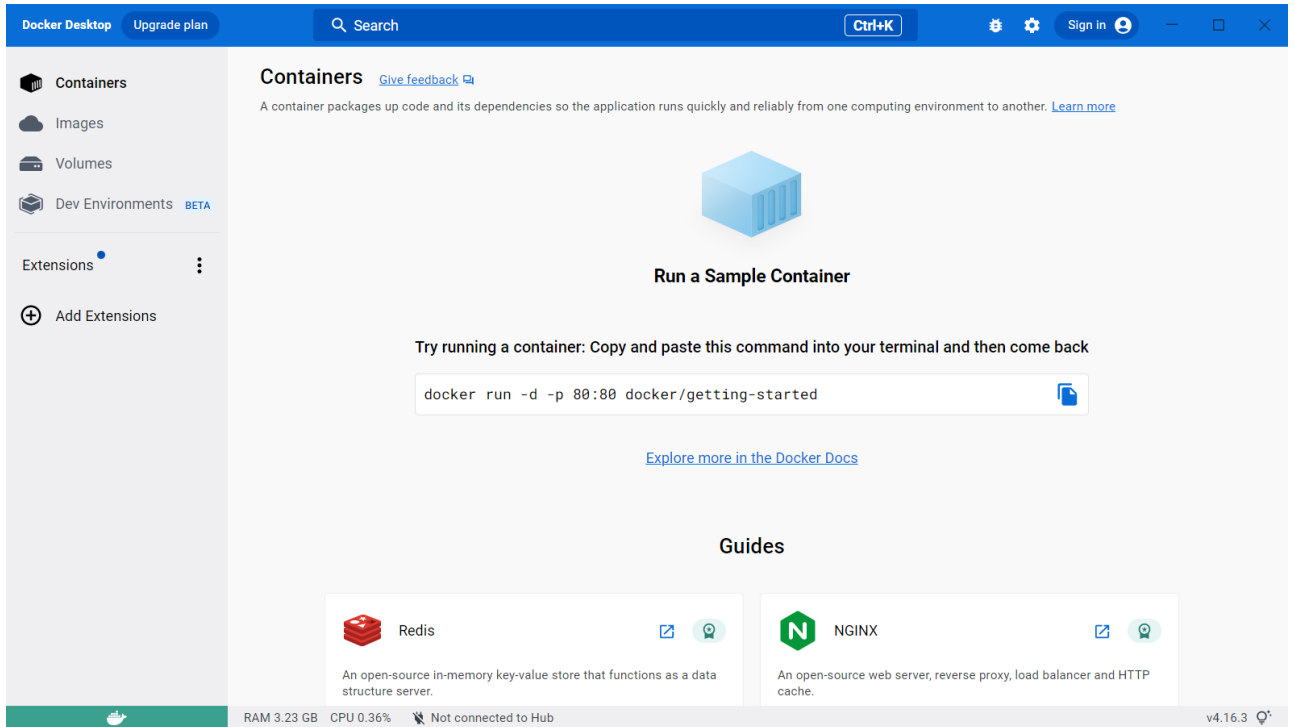 Docker Desktop Upgrade plan Search Ctrl+K Sign in
Containers
Images
Volumes
Dev Environments BETA
Extensions
Add Extensions
Containers Give feedback
A container packages up code and its dependencies so the application runs quickly and reliably from one computing environment to another. Learn more
Run a Sample Container
Try running a container: Copy and paste this command into your terminal and then come back
docker run -d -p 80:80 docker/getting-started
Explore more in the Docker Docs
Guides
Redis
An open-source in-memory key-value store that functions as a data
structure server.
N
NGINX
An open-source web server, reverse proxy, load balancer and HTTP
cache.
RAM 3.23 GB CPU 0.36% Not connected to Hub v4.16.3